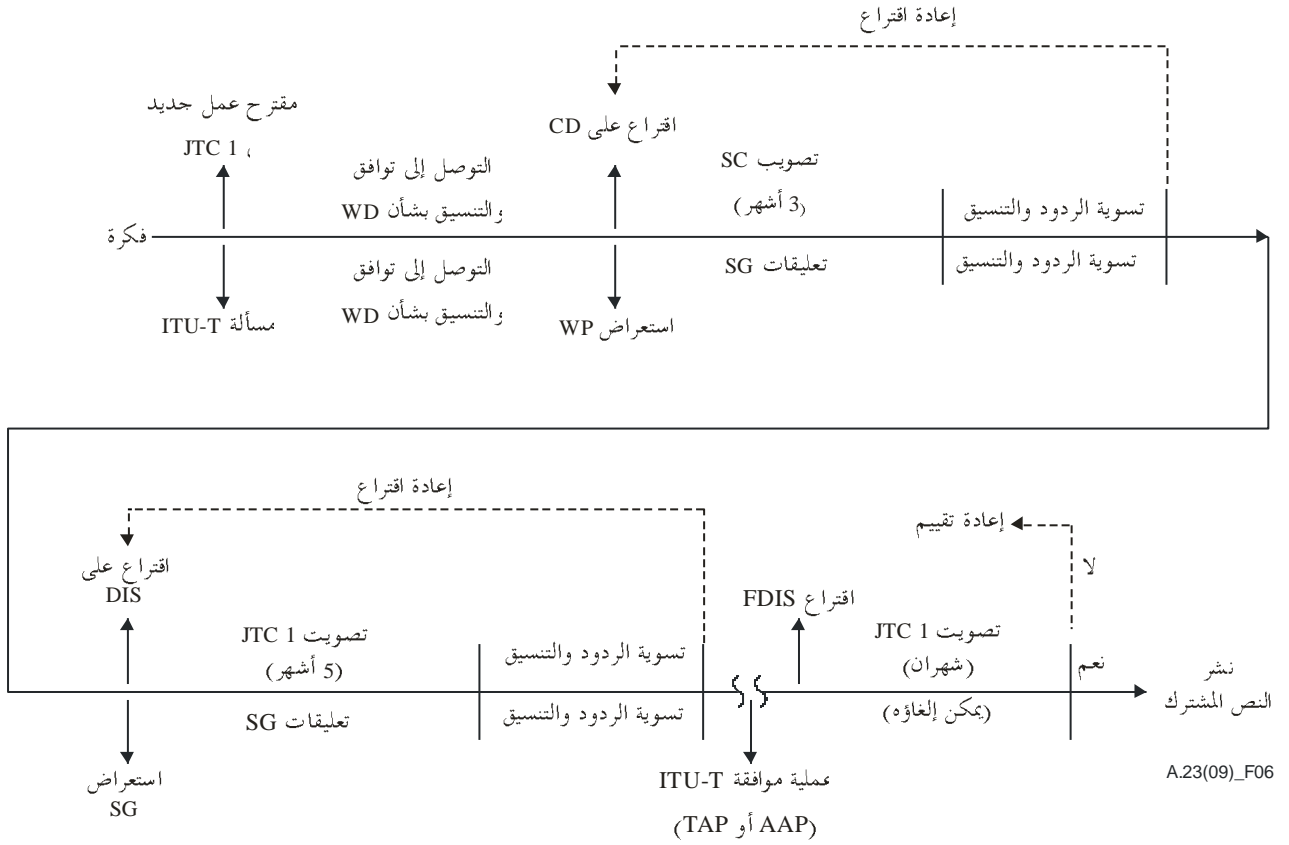 إعادة اقتراع
مقترح عمل جديد
JTC 1
التوصل إلى توافق
والتنسيق بشأن WD
اقتراع على CD
تصويب SC
(3 أشهر)
تسوية الردود والتنسيق
فكرة
التوصل إلى توافق
والتنسيق بشأن WD
تعليقات SG
تسوية الردود والتنسيق
مسألة ITU-T
استعراض WP
إعادة اقتراع
إعادة تقييم
اقتراع على
DIS
لا
اقتراع FDIS
تصويت JTC 1
(5 أشهر)
تسوية الردود والتنسيق
تصويت JTC 1
(شهران)
نعم
نشر
النص المشترك
تعليقات SG
تسوية الردود والتنسيق
(يمكن إلغاؤه)
استعراض
SG
عملية موافقة ITU-T
(AAP أو TAP)
A.23(09)_F06